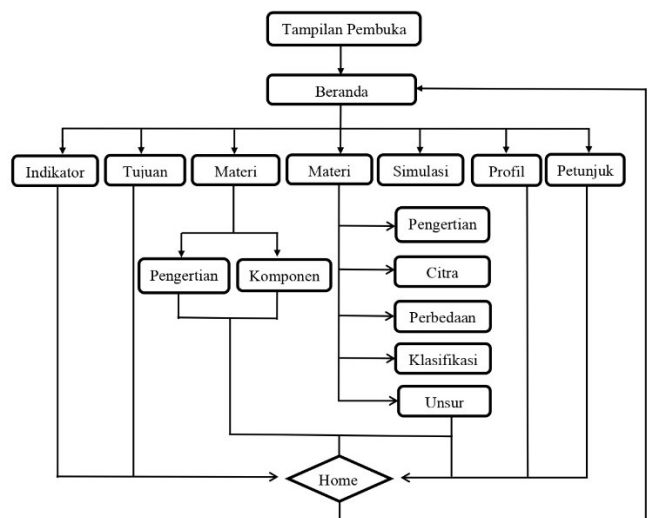 Tampilan Pembuka
Beranda
Indikator
Tujuan
Materi
Materi
Simulasi
Profil
Petunjuk
Pengertian
Komponen
Pengertian
Citra
Perbedaan
Klasifikasi
Unsur
Home